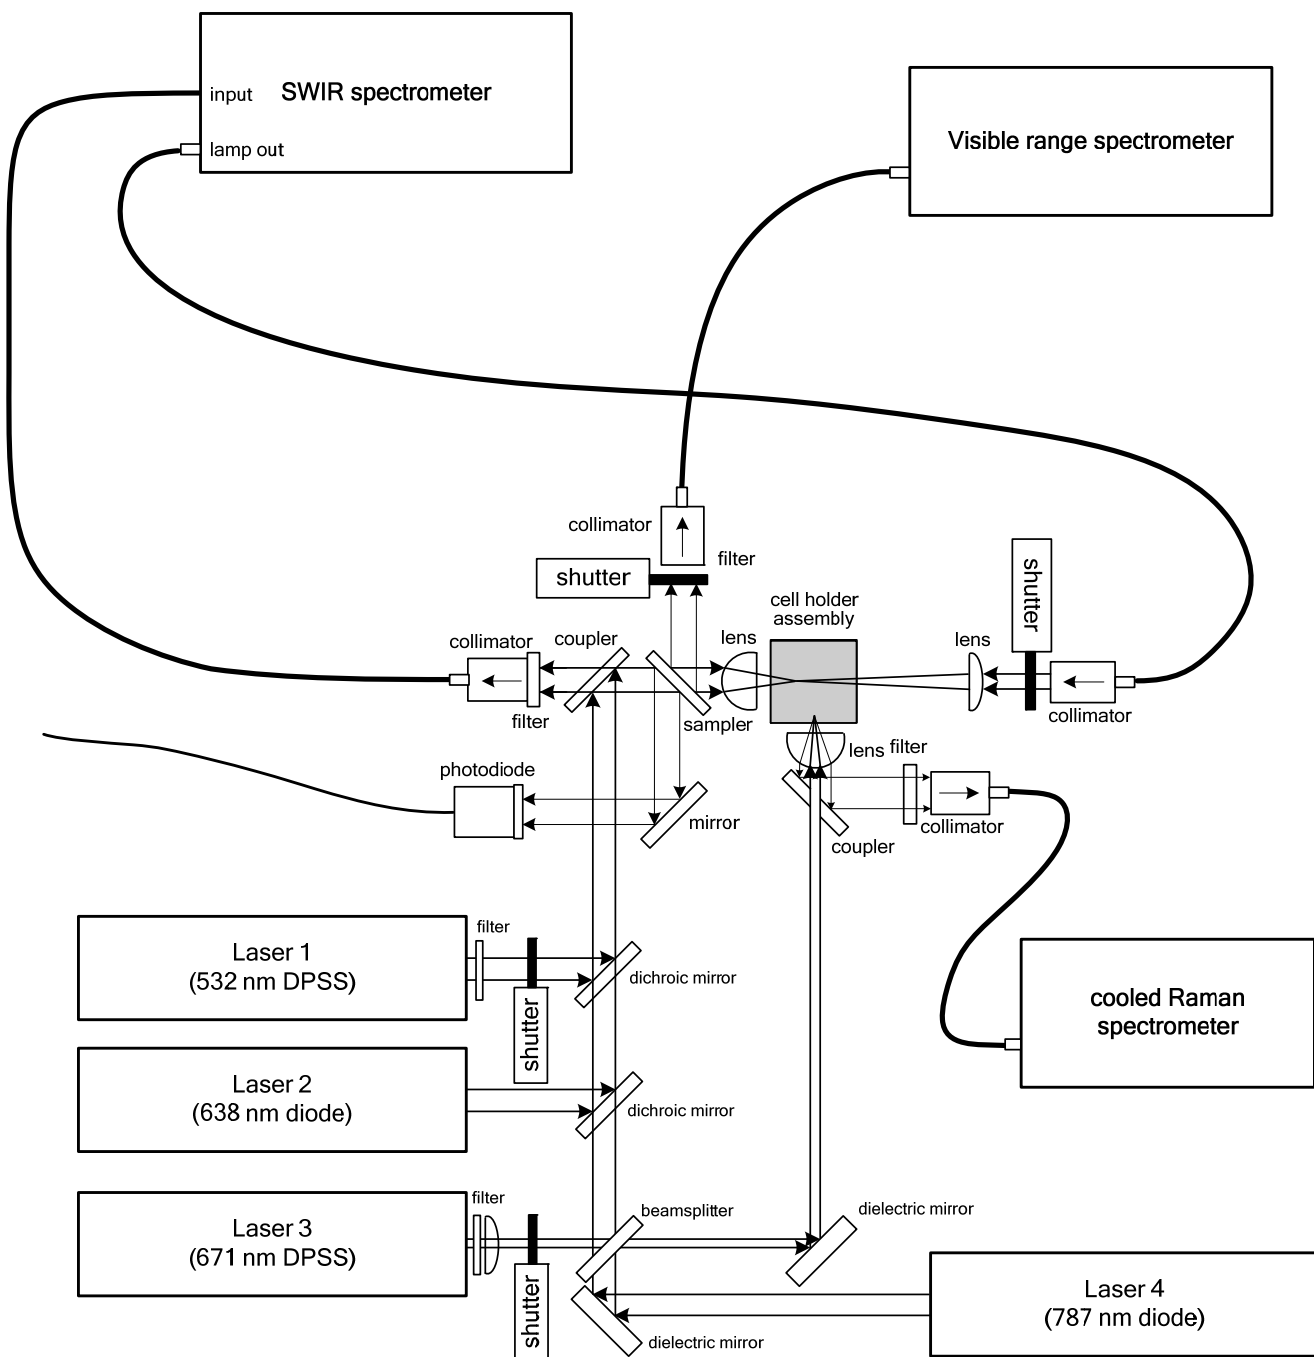 input
SWIR spectrometer
lamp out
Visible range spectrometer
collimator
filter
shutter
shutter
cell holder
assembly
collimator
coupler
lens
lens
filter
sampler
collimator
photodiode
lens
filter
mirror
collimator
coupler
filter
Laser 1
(532 nm DPSS)
dichroic mirror
shutter
cooled Raman
spectrometer
Laser 2
(638 nm diode)
dichroic mirror
filter
Laser 3
(671 nm DPSS)
beamsplitter
dielectric mirror
shutter
Laser 4
(787 nm diode)
dielectric mirror